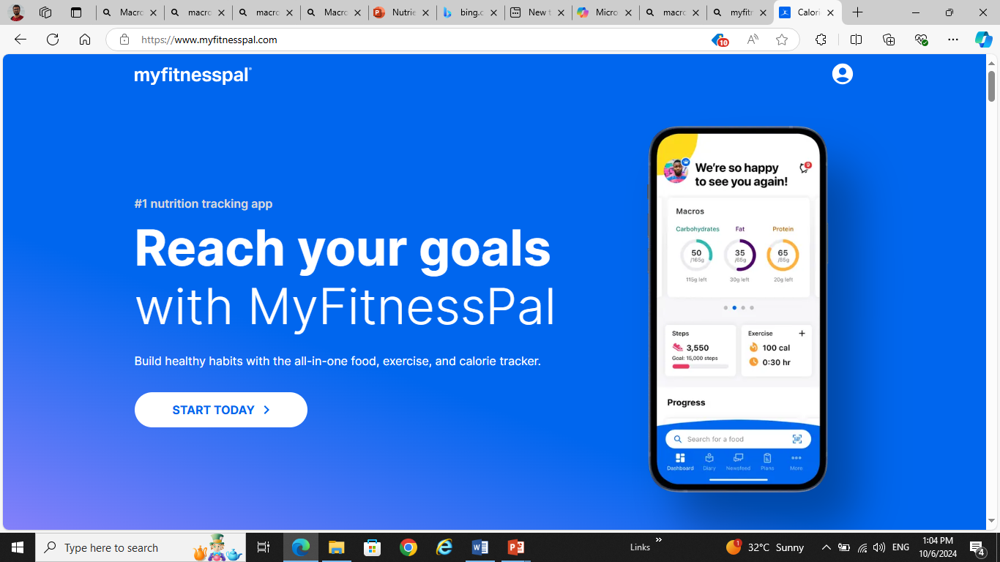 Macro
macro
macro
Macro
Nutrie
bing.c
New t
Micro
macro
myfitn
Calori
https://www.myfitnesspal.com
10
myfitnesspal
#1 nutrition tracking app
Reach your goals
with MyFitnessPal
Build healthy habits with the all-in-one food, exercise, and calorie tracker.
START TODAY
We're so happy
to see you again!
9
Macros
Carbohydrates Fat Protein
50 35 65
/165g /65g /85g
115g left 30g left 20g left
Steps
3,550
Goal: 15,000 steps
Exercise
100 cal
0:30 hr
Progress
Search for a food
Dashboard Diary Newsfeed Plans More
Type here to search
Links
1
32°C Sunny
ENG
1:04 PM
10/6/2024
4